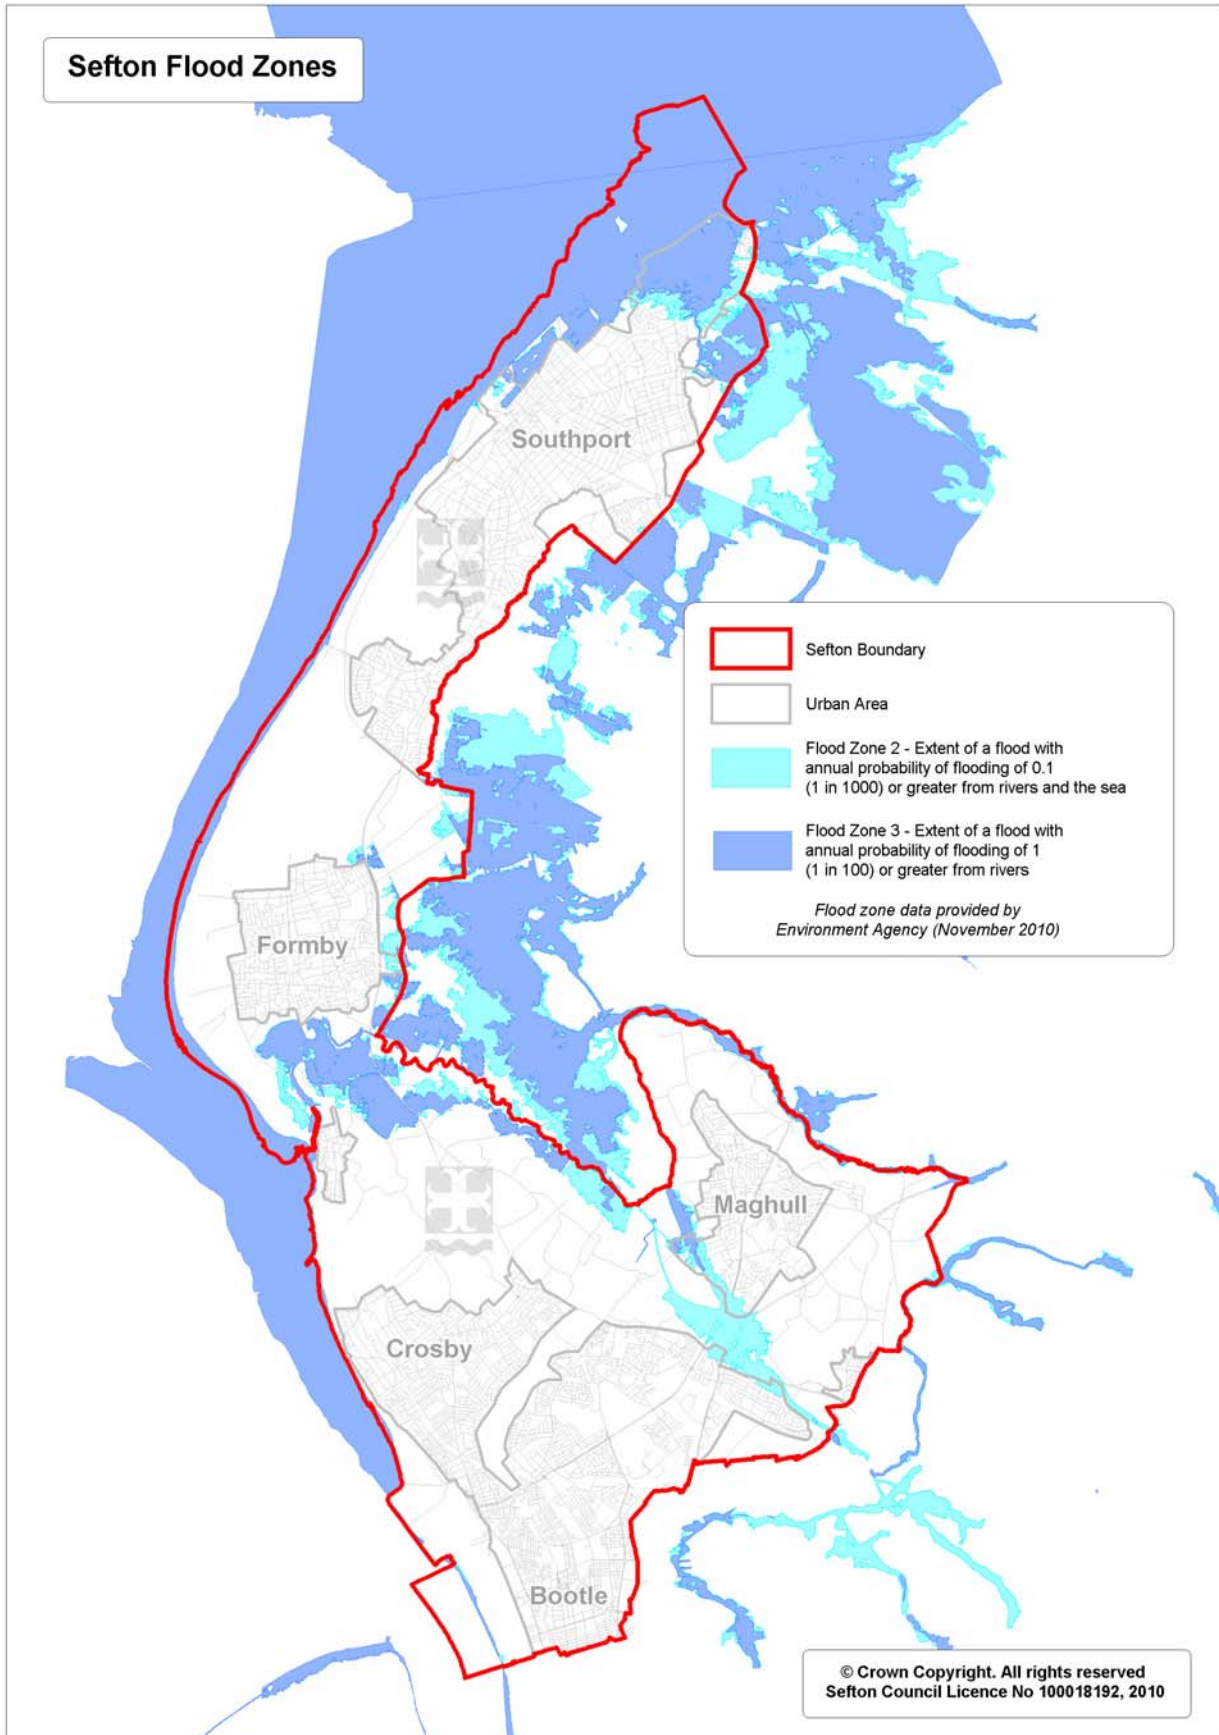 Sefton Flood Zones
Southport
Sefton Boundary
Urban Area
Flood Zone 2 - Extent of a flood with
annual probability of flooding of 0.1
(1 in 1000) or greater from rivers and the sea
Flood Zone 3 - Extent of a flood with
annual probability of flooding of 1
(1 in 100) or greater from rivers
Flood zone data provided by
Environment Agency (November 2010)
Formby
Maghull
Crosby
Bootle
© Crown Copyright. All rights reserved
Sefton Council Licence No 100018192, 2010